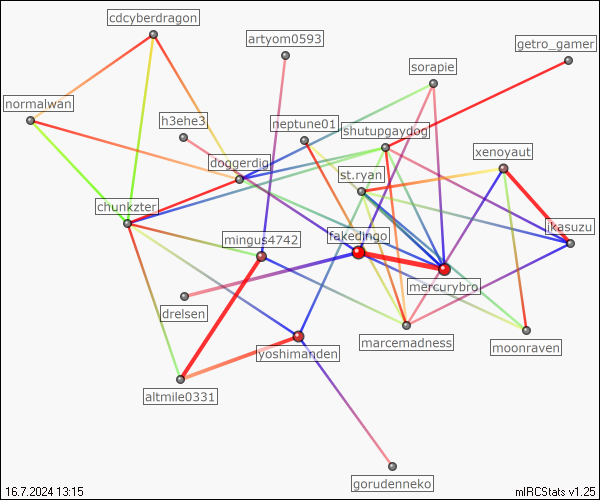 cdcyberdragon
artyom0593
getro_gamer
sorapie
normalwan
h3ehe3
neptune01
shutupgaydog
xenoyaut
doggerdig
st.ryan
chunkzter
mingus4742
fakedingo
ikasuzu
mercurybro
drelsen
marcemadness
moonraven
yoshimanden
altmile0331
gorudenneko
16.7.2024 13:15
mIRCStats v1.25